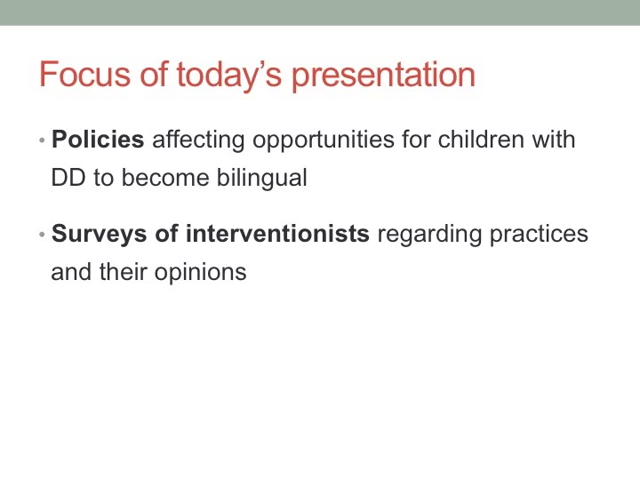 Focus of today’s presentation
• Policies affecting opportunities for children with
DD to become bilingual
• Surveys of interventionists regarding practices
and their opinions